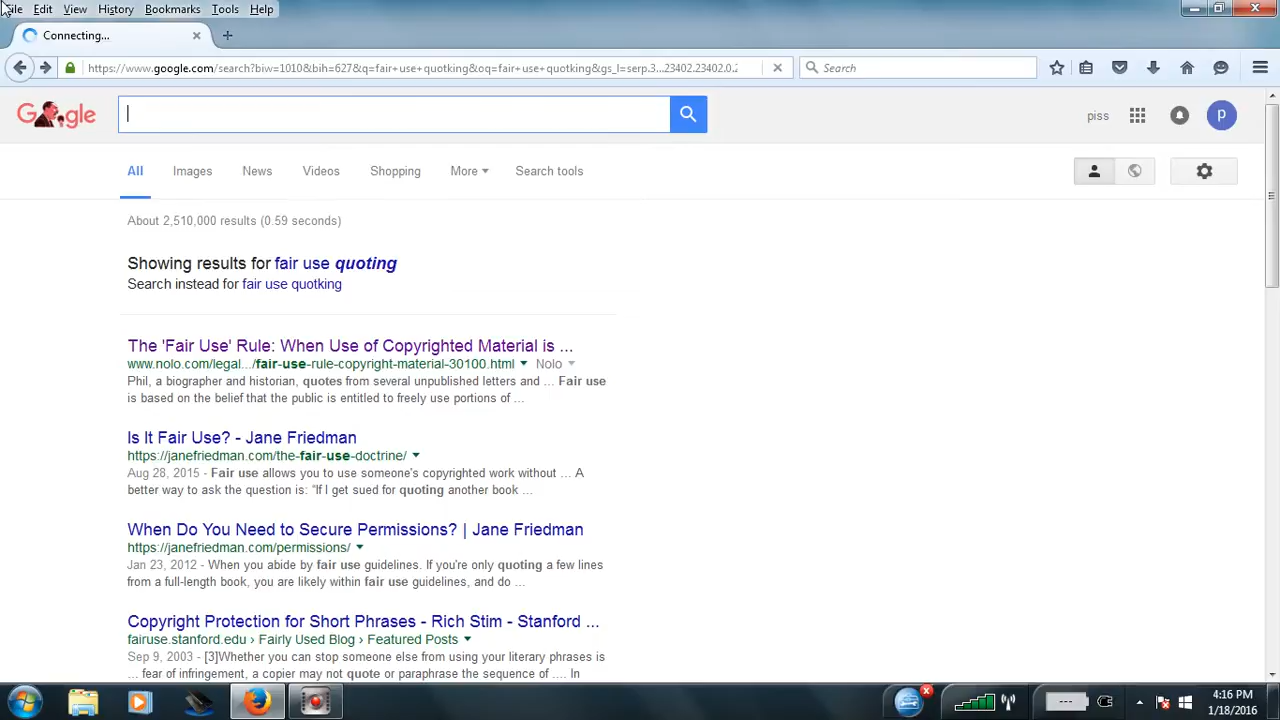 File Edit View History Bookmarks Tools Help
Connecting...
https://www.google.com/search?biw=1010&bih=627&q=fair+use+quotking&oq=fair+use+quotking&gs_l=serp.3...23402.23402.0.2
Search
Google
piss
P
All Images News Videos Shopping More Search tools
About 2,510,000 results (0.59 seconds)
Showing results for fair use quoting
Search instead for fair use quotking
The 'Fair Use' Rule: When Use of Copyrighted Material is ...
www.nolo.com/legal.../fair-use-rule-copyright-material-30100.html Nolo
Phil, a biographer and historian, quotes from several unpublished letters and ... Fair use
is based on the belief that the public is entitled to freely use portions of ...
Is It Fair Use? - Jane Friedman
https://janefriedman.com/the-fair-use-doctrine/
Aug 28, 2015 - Fair use allows you to use someone's copyrighted work without ... A
better way to ask the question is: "If I get sued for quoting another book ...
When Do You Need to Secure Permissions? | Jane Friedman
https://janefriedman.com/permissions/
Jan 23, 2012 - When you abide by fair use guidelines. If you're only quoting a few lines
from a full-length book, you are likely within fair use guidelines, and do ...
Copyright Protection for Short Phrases - Rich Stim - Stanford ...
fairuse.stanford.edu › Fairly Used Blog › Featured Posts
Sep 9, 2003 - [3]Whether you can stop someone else from using your literary phrases is
... fear of infringement, a copier may not quote or paraphrase the sequence of .... In
4:16 PM
1/18/2016